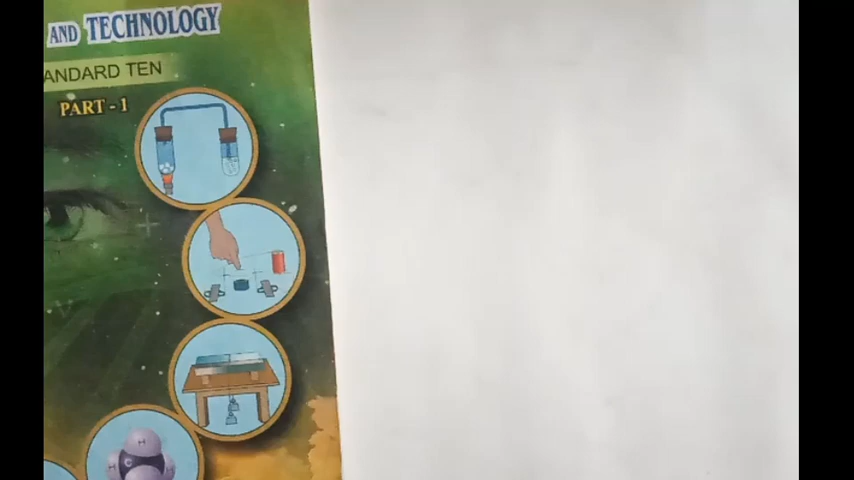 AND TECHNOLOGY
ANDARD TEN
PART - 1
H
C
H